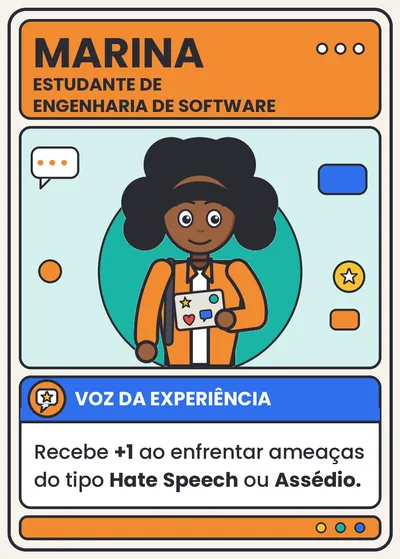 MARINA
ESTUDANTE DE
ENGENHARIA DE SOFTWARE
VOZ DA EXPERIÊNCIA
Recebe +1 ao enfrentar ameaças
do tipo Hate Speech ou Assédio.